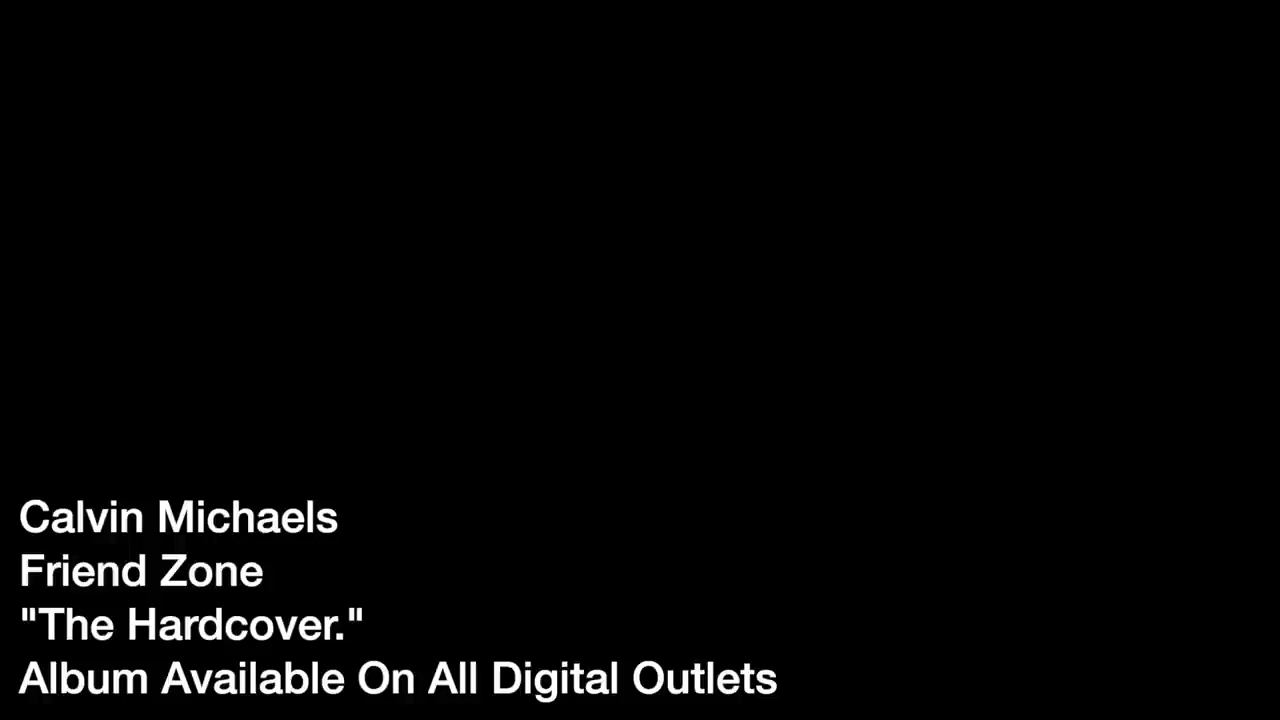 Calvin Michaels
Friend Zone
"The Hardcover."
Album Available On All Digital Outlets